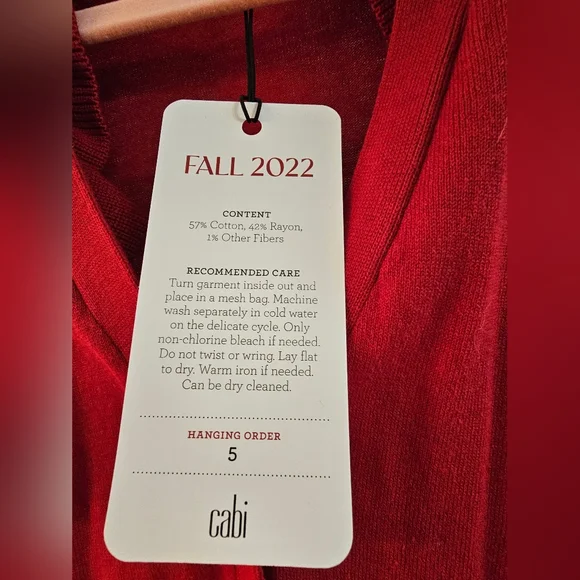 FALL 2022
CONTENT
57% Cotton, 42% Rayon,
1% Other Fibers
RECOMMENDED CARE
Turn garment inside out and
place in a mesh bag. Machine
wash separately in cold water
on the delicate cycle. Only
non-chlorine bleach if needed.
Do not twist or wring. Lay flat
to dry. Warm iron if needed.
Can be dry cleaned.
HANGING ORDER
5
cabi